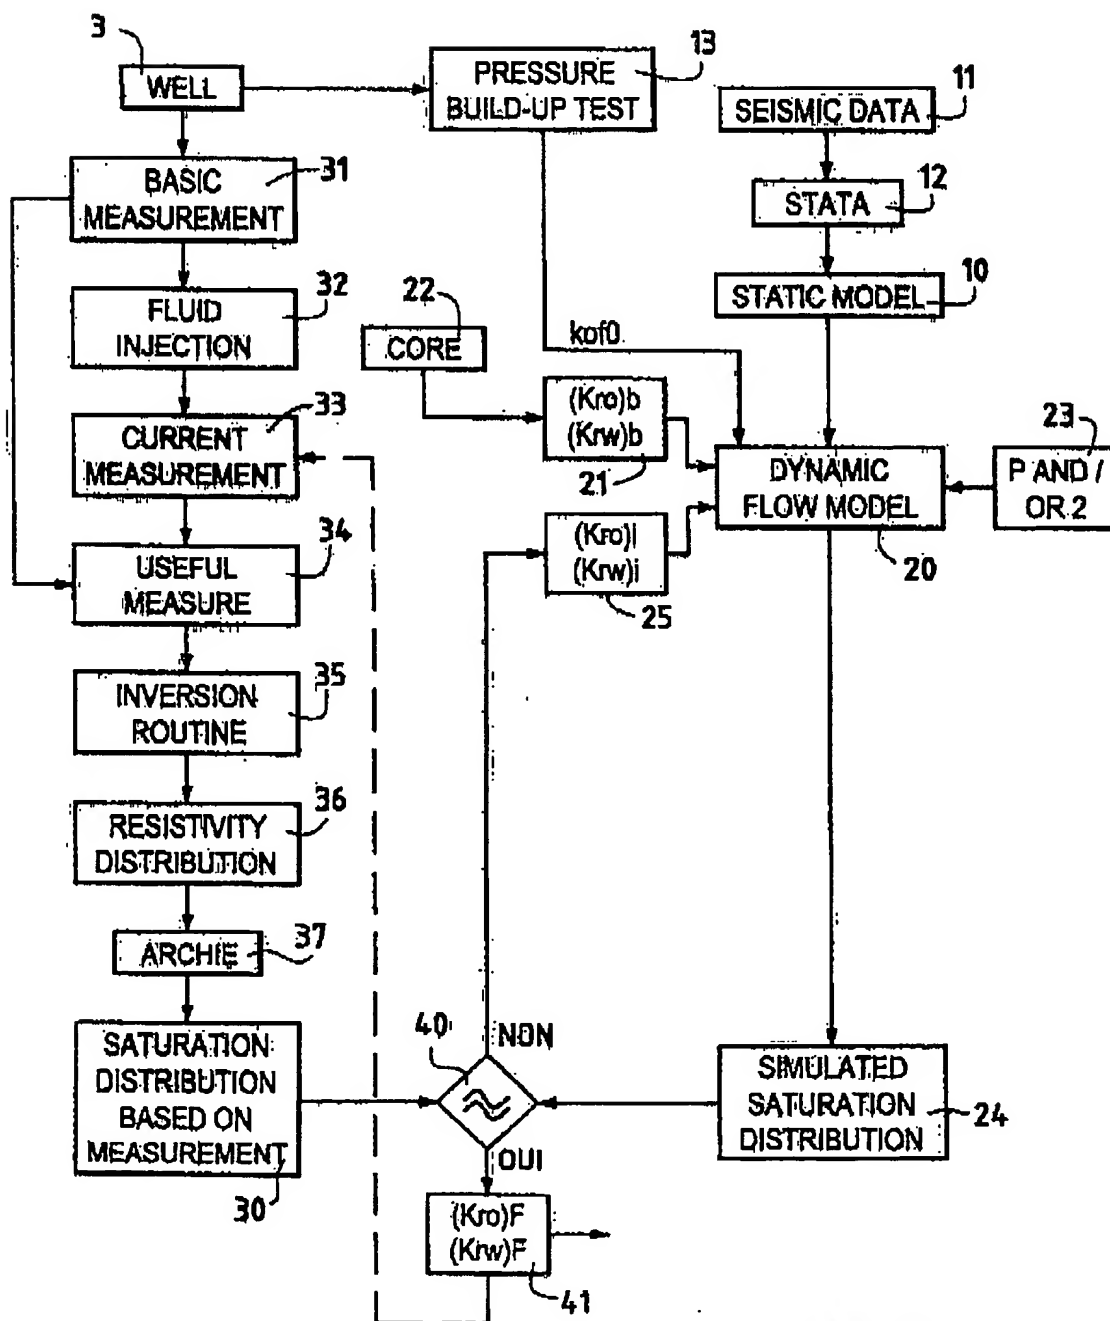 3
WELL
PRESSURE
BUILD-UP TEST
13
SEISMIC DATA
11
BASIC
MEASUREMENT
31
STATA
12
FLUID
INJECTION
32
STATIC MODEL
10
22
CORE
kof0
(Kro)b
(Krw)b
21
CURRENT
MEASUREMENT
33
DYNAMIC
FLOW MODEL
20
23
P AND /
OR 2
(Kro)i
(Krw)i
25
USEFUL
MEASURE
34
INVERSION
ROUTINE
35
RESISTIVITY
DISTRIBUTION
36
ARCHIE
37
SATURATION
DISTRIBUTION
BASED ON
MEASUREMENT
30
40
NON
OUI
SIMULATED
SATURATION
DISTRIBUTION
24
(Kro)F
(Krw)F
41